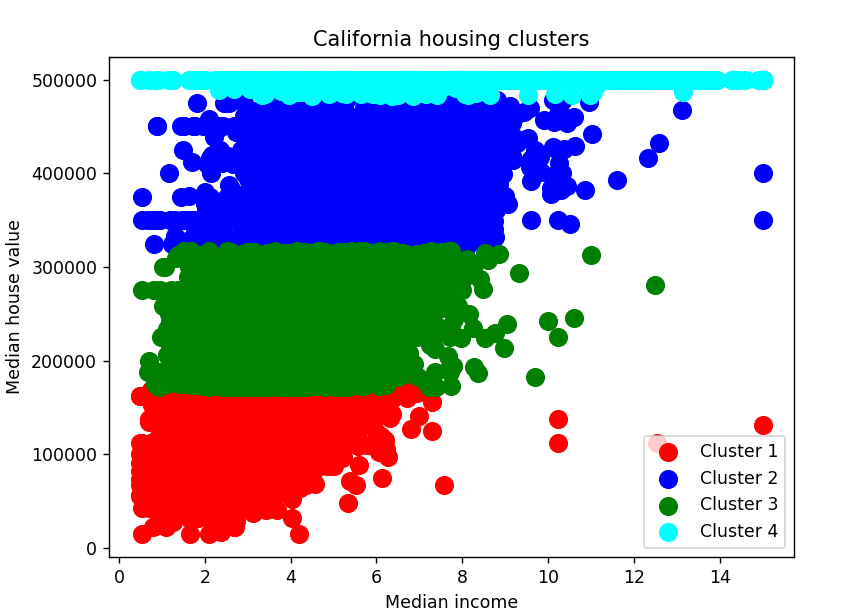 California housing clusters
Median house value
500000
400000
300000
200000
100000
0
0 2 4 6 8 10 12 14
Median income
Cluster 1
Cluster 2
Cluster 3
Cluster 4